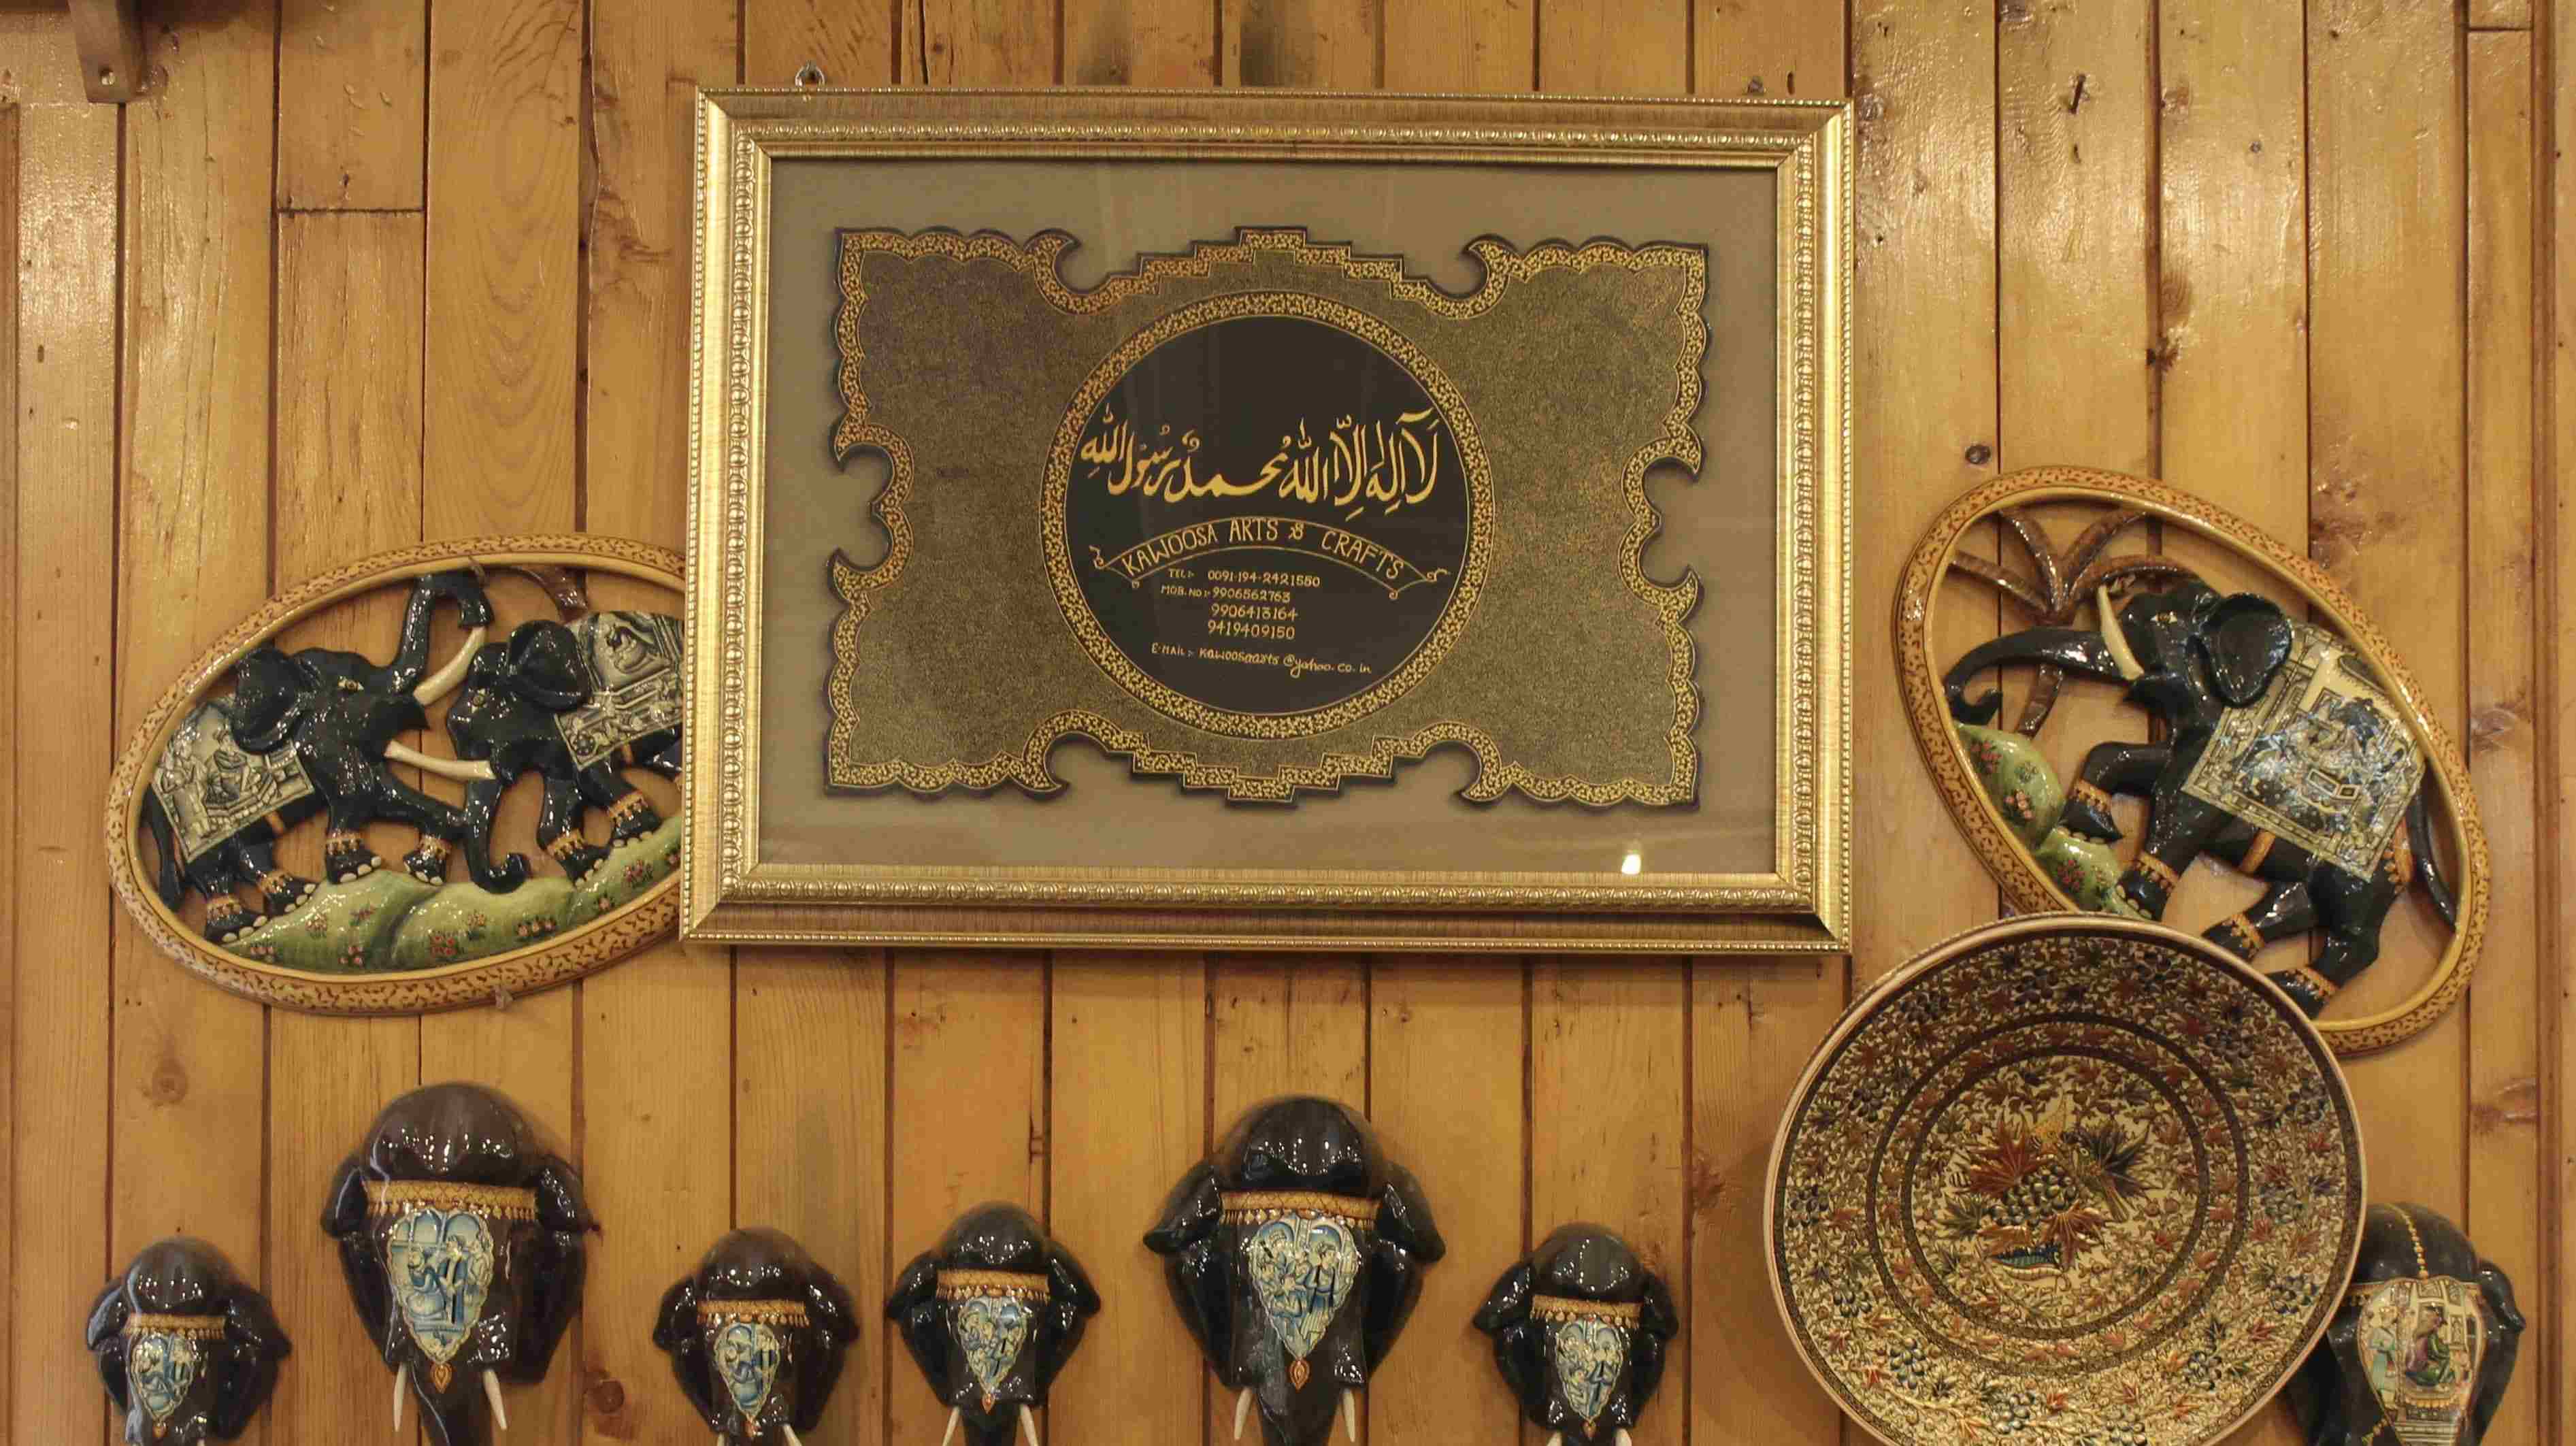 لَآ اِلٰهَ اِلَّا اللّٰهُ مُحَمَّدٌ رَسُوْلُ اللّٰهِ
KAWOOSA ARTS & CRAFTS
TEL:- 0091-194-2421550
MOB. NO:- 9906562763
9906413164
9419409150
E-MAIL:- kawoosaarts@yahoo.co.in